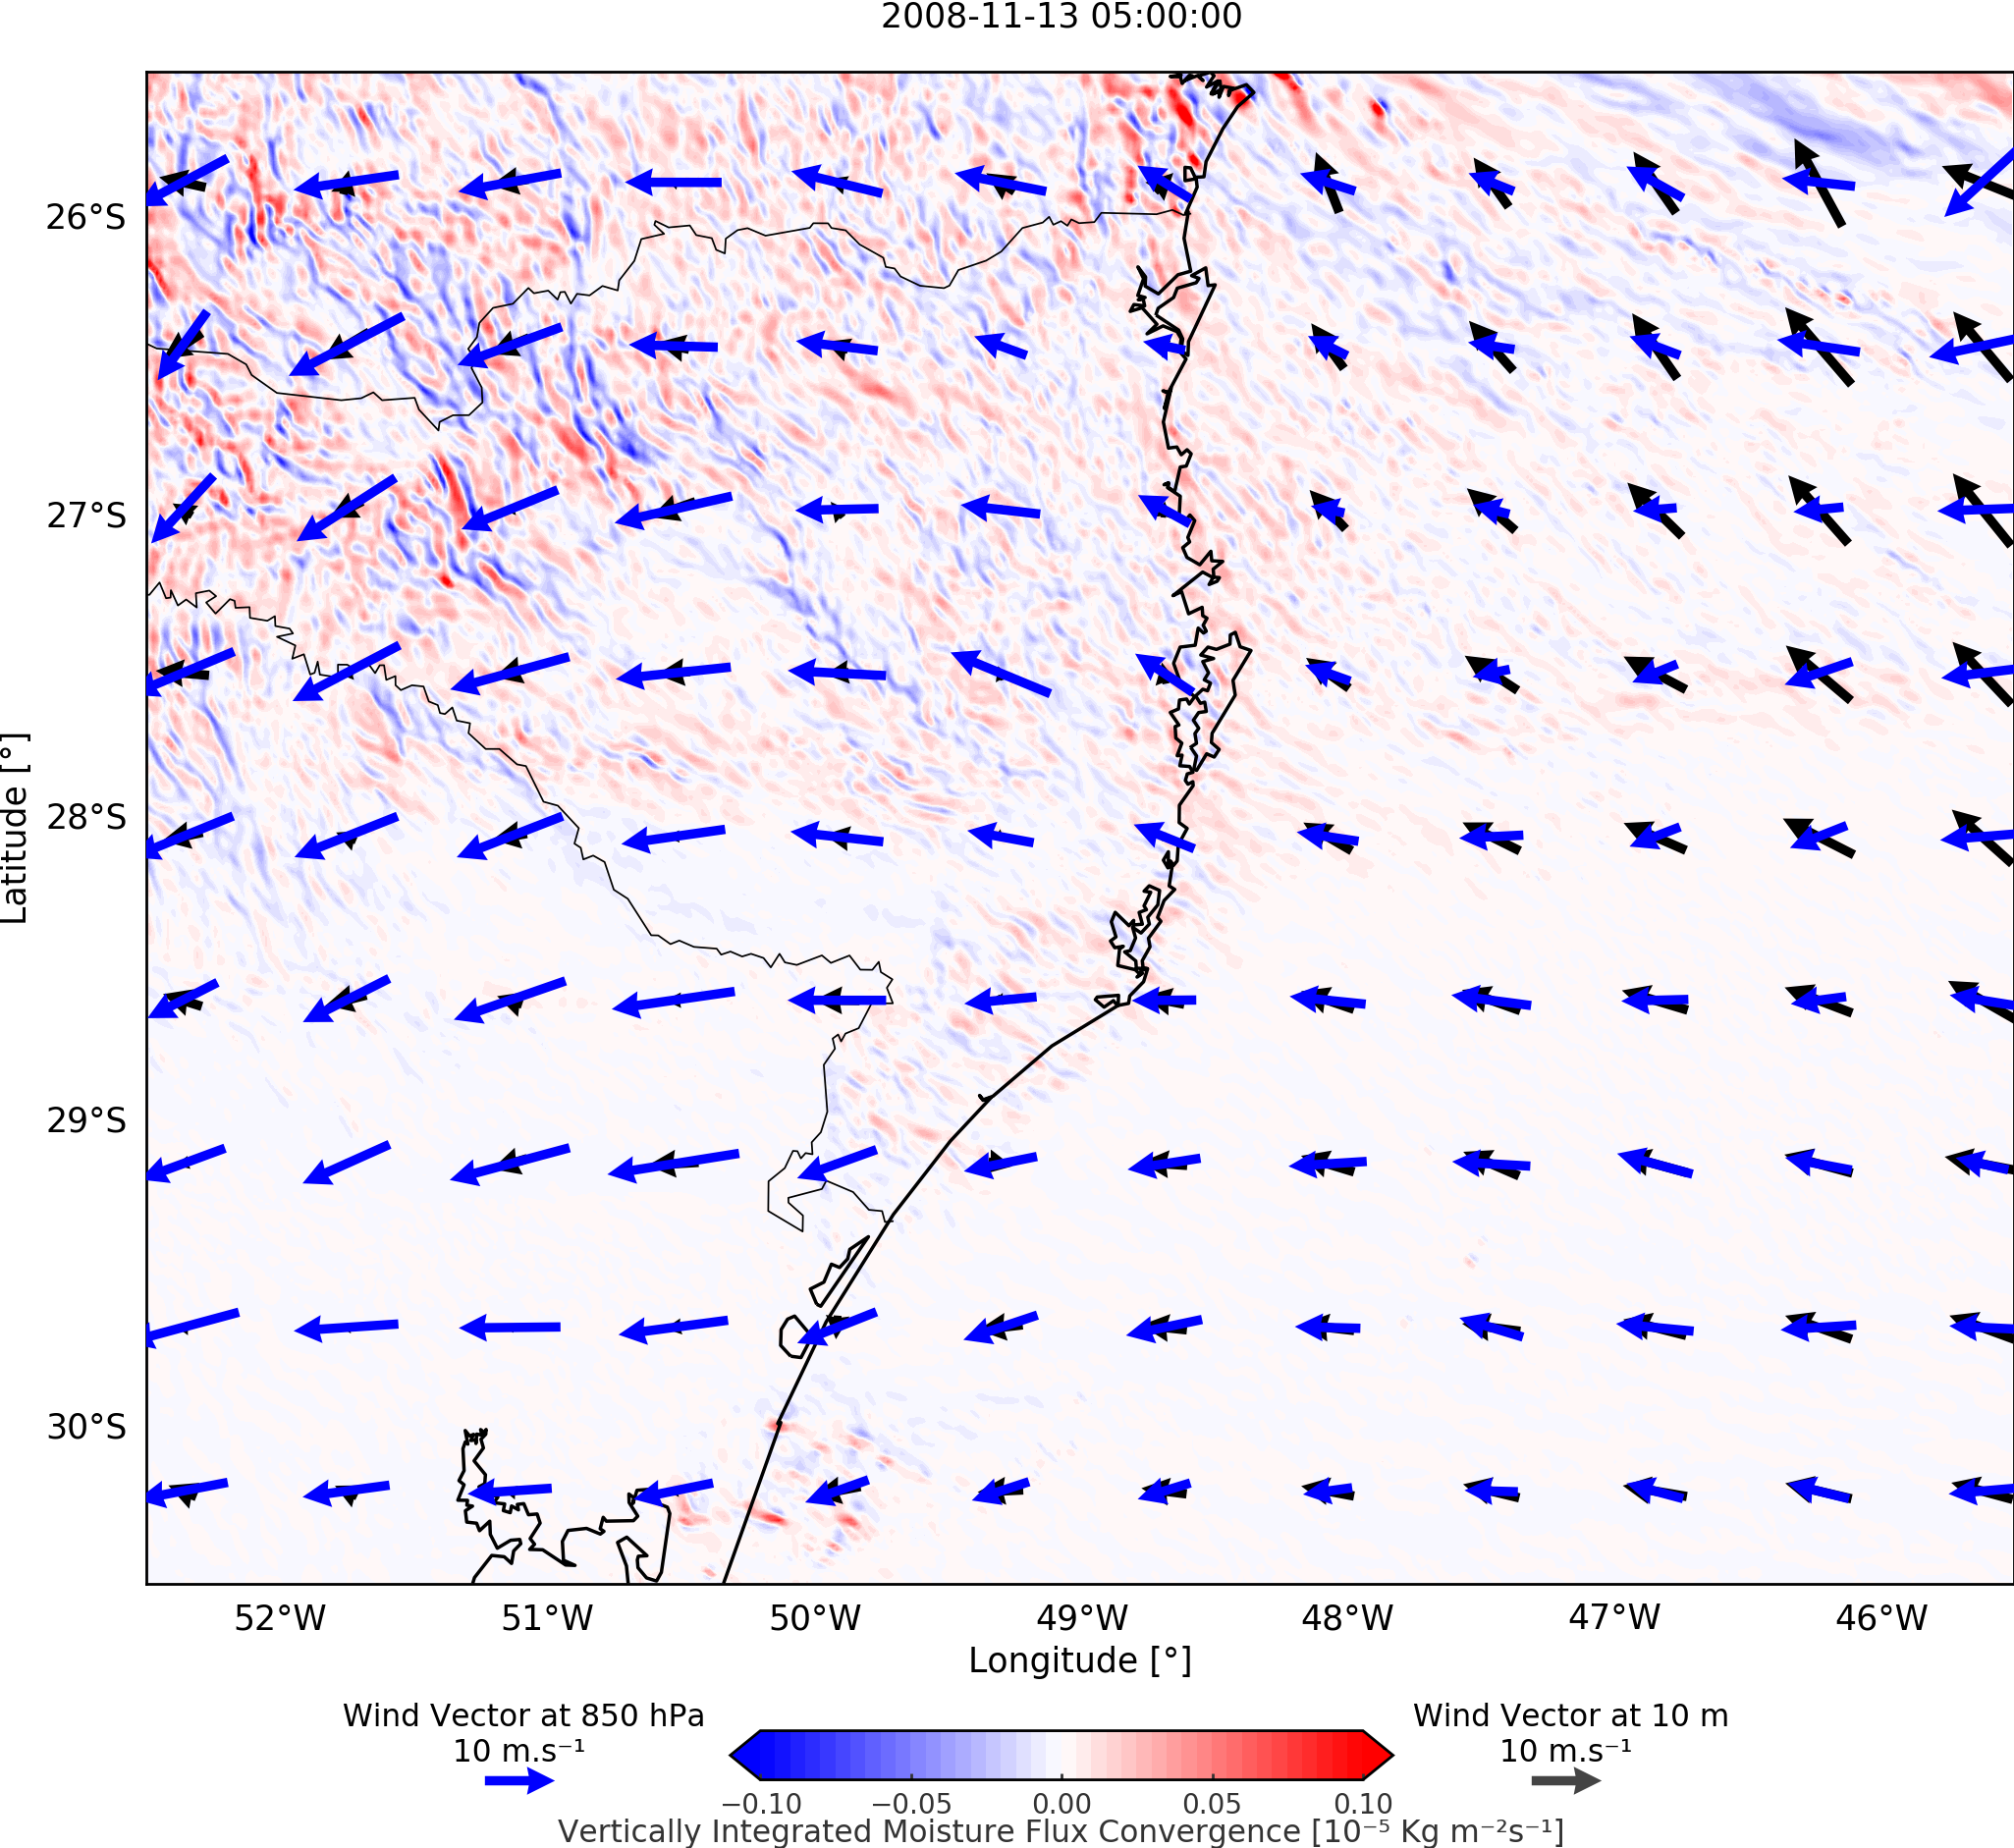 2008-11-13 05:00:00
Latitude [°]
26°S
27°S
28°S
29°S
30°S
52°W 51°W 50°W 49°W 48°W 47°W 46°W
Longitude [°]
Wind Vector at 850 hPa
10 m.s⁻¹
Wind Vector at 10 m
10 m.s⁻¹
−0.10 −0.05 0.00 0.05 0.10
Vertically Integrated Moisture Flux Convergence [10⁻⁵ Kg m⁻²s⁻¹]